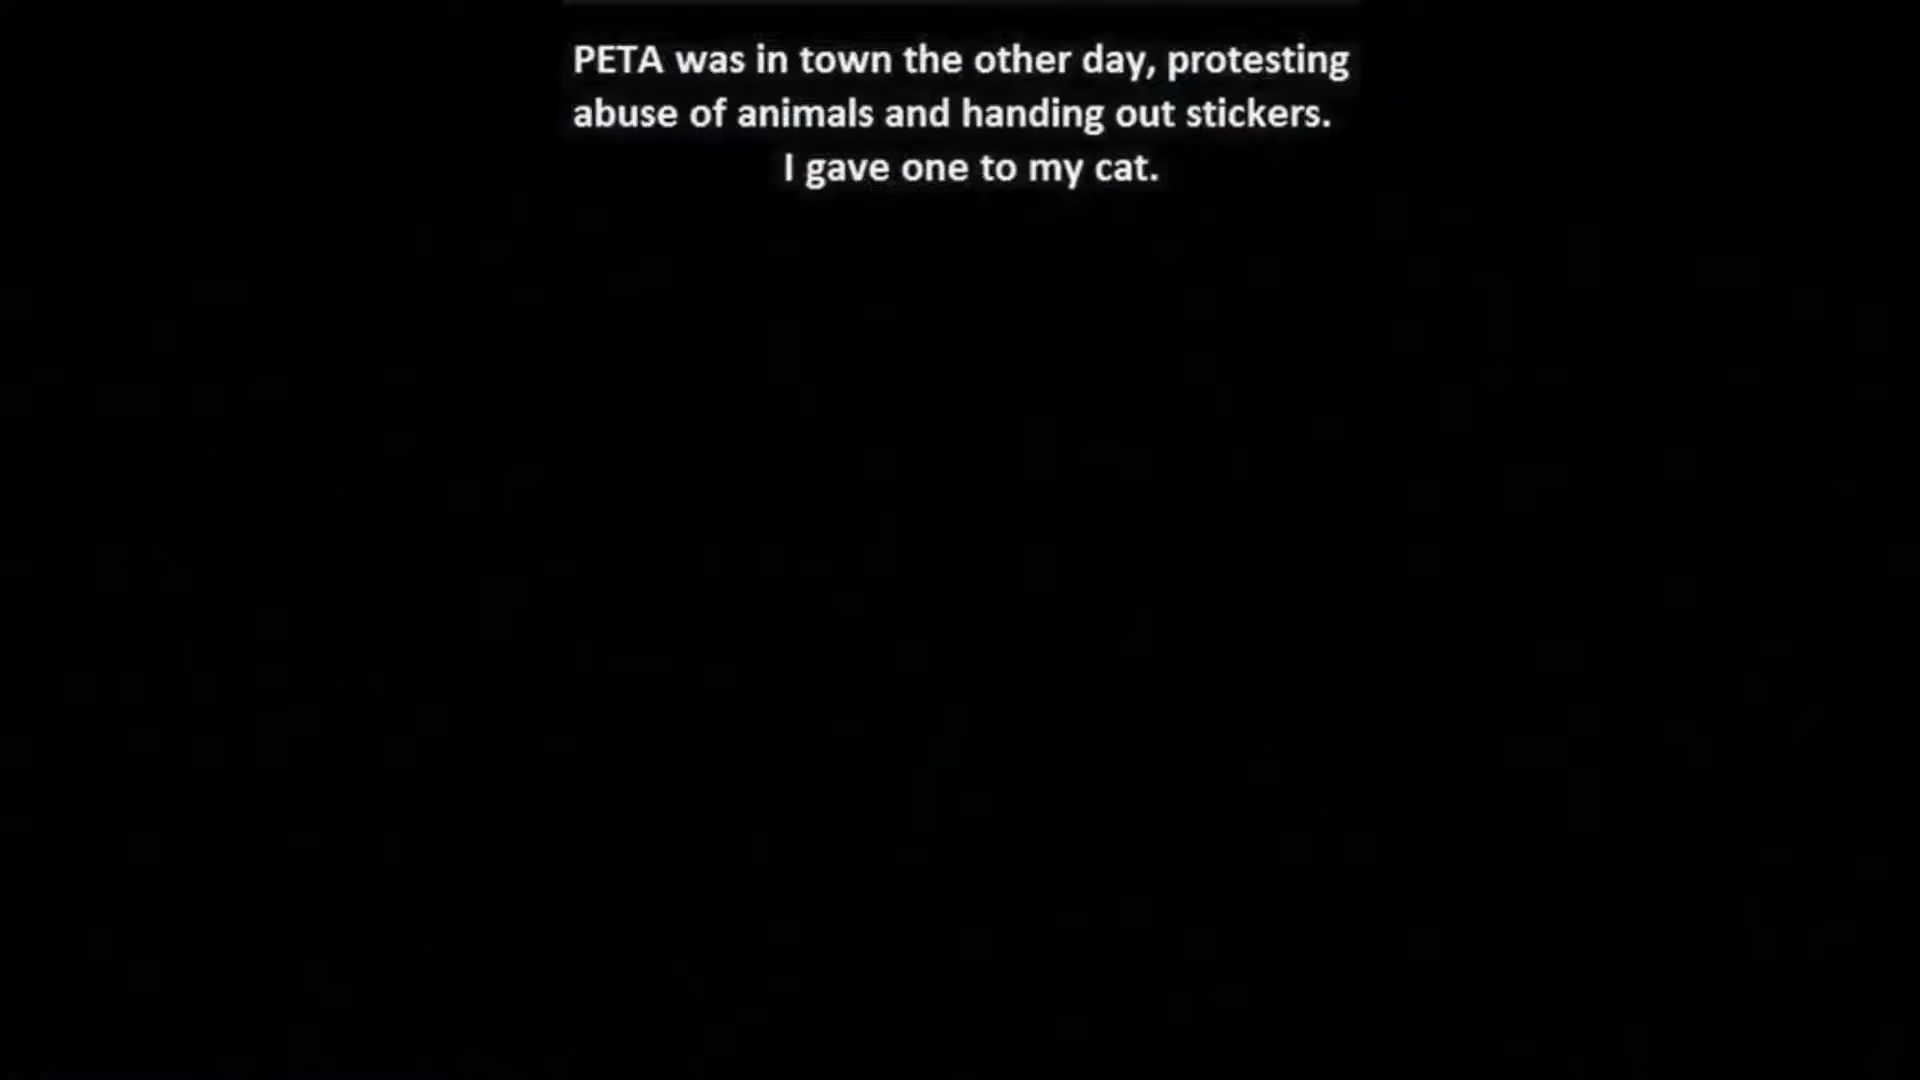 PETA was in town the other day, protesting
abuse of animals and handing out stickers.
I gave one to my cat.